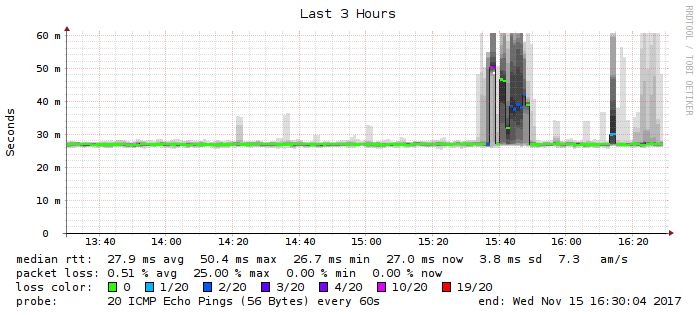 Last 3 Hours
RRDTOOL / TOBI OETIKER
Seconds
60 m
50 m
40 m
30 m
20 m
10 m
0
13:40 14:00 14:20 14:40 15:00 15:20 15:40 16:00 16:20
median rtt: 27.9 ms avg 50.4 ms max 26.7 ms min 27.0 ms now 3.8 ms sd 7.3 am/s
packet loss: 0.51 % avg 25.00 % max 0.00 % min 0.00 % now
loss color: 0 1/20 2/20 3/20 4/20 10/20 19/20
probe: 20 ICMP Echo Pings (56 Bytes) every 60s end: Wed Nov 15 16:30:04 2017